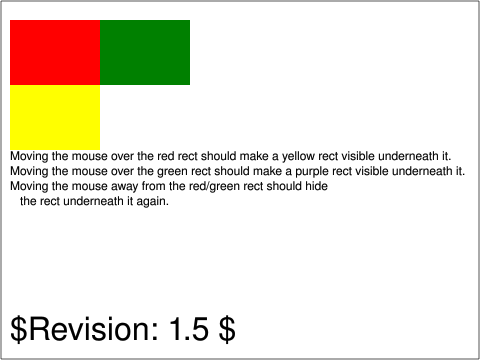 Moving the mouse over the red rect should make a yellow rect visible underneath it.
Moving the mouse over the green rect should make a purple rect visible underneath it.
Moving the mouse away from the red/green rect should hide
the rect underneath it again.
$Revision: 1.5 $